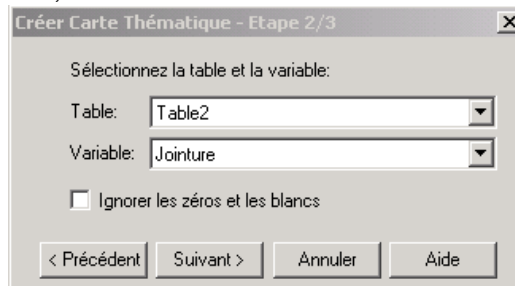 Créer Carte Thématique - Etape 2/3
Sélectionnez la table et la variable:
Table: Table2
Variable: Jointure
Ignorer les zéros et les blancs
< Précédent Suivant > Annuler Aide